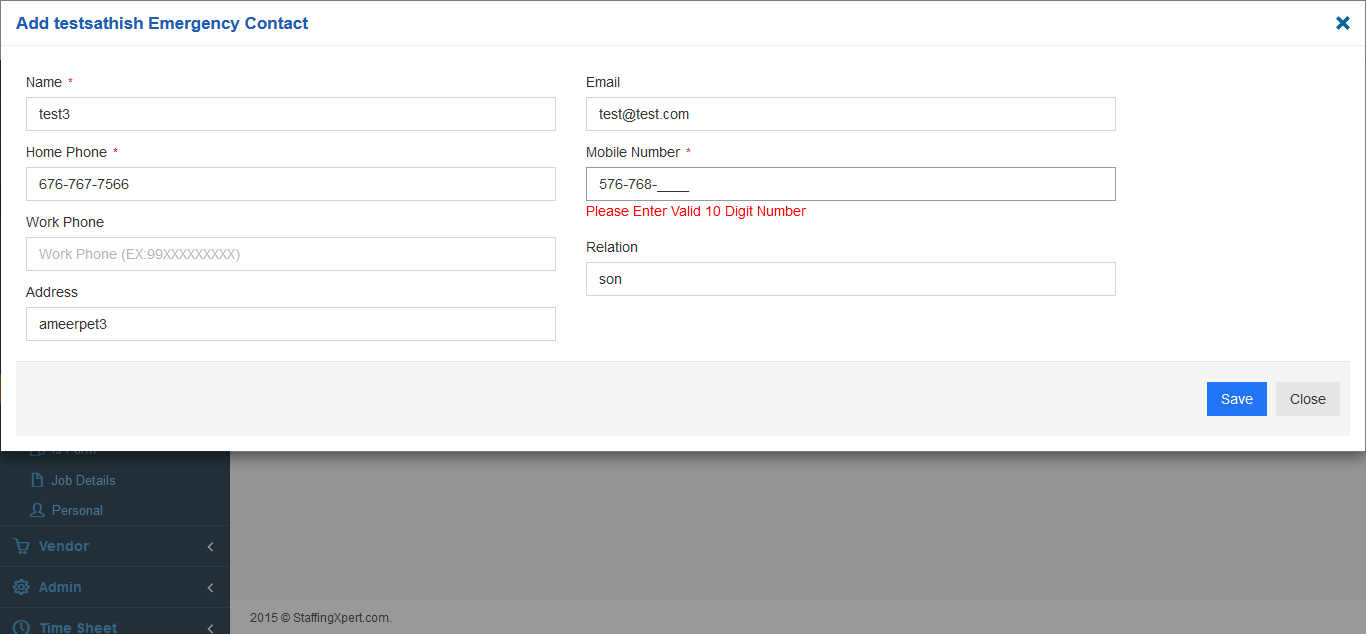 Add testsathish Emergency Contact
Name *
test3
Email
test@test.com
Home Phone *
676-767-7566
Mobile Number *
576-768-____
Please Enter Valid 10 Digit Number
Work Phone
Work Phone (EX:99XXXXXXXXX)
Relation
son
Address
ameerpet3
Save Close
Job Details
Personal
Vendor
Admin
Time Sheet
2015 © StaffingXpert.com.